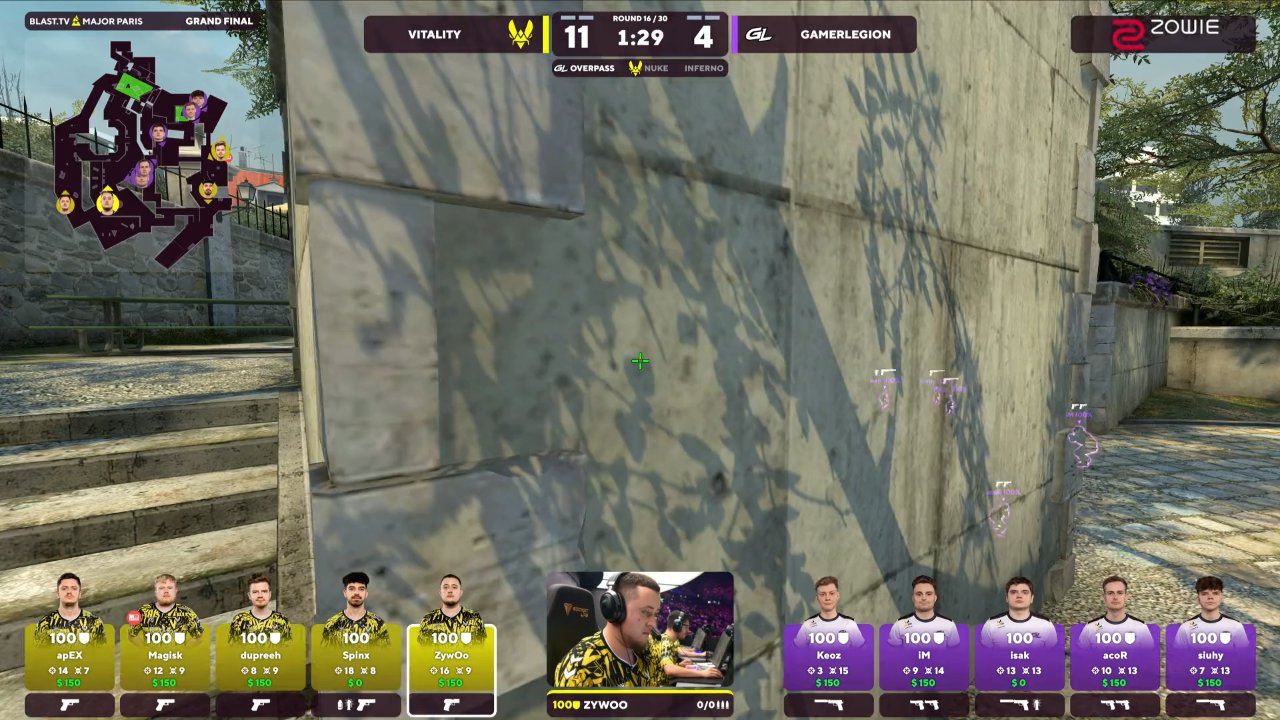 BLAST.TV MAJOR PARIS GRAND FINAL
VITALITY 11 ROUND 16 / 30 1:29 4 GL GAMERLEGION
ZOWIE
GL OVERPASS NUKE INFERNO
100 100 100 100 100 100 100 100 100 100
apEX Magisk dupreeh Spinx ZywOo Keoz iM isak acoR siuhy
14 7 12 9 8 9 18 8 16 9 3 15 9 14 13 13 10 13 7 13
$150 $150 $150 $0 $150 $150 $150 $0 $150 $150
100 ZYWOO 0/0